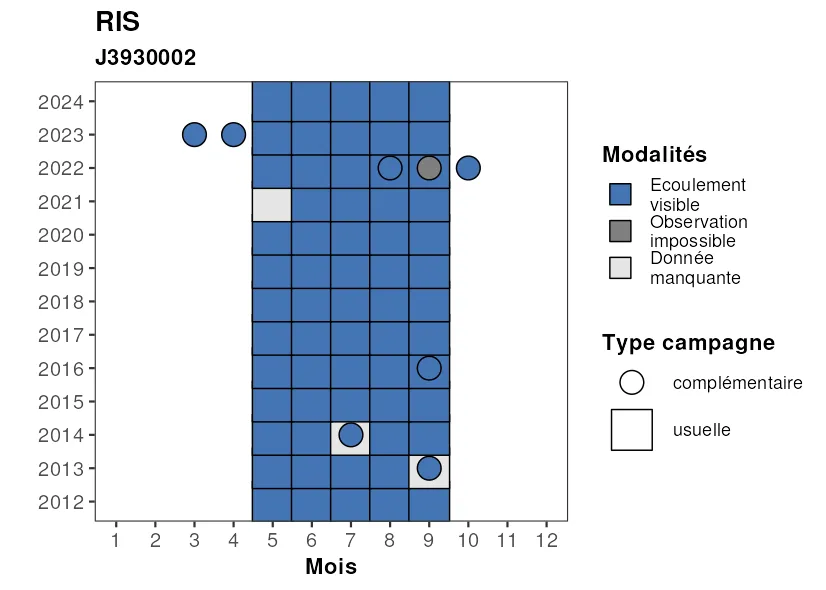 RIS
J3930002
2024
2023
2022
2021
2020
2019
2018
2017
2016
2015
2014
2013
2012
1 2 3 4 5 6 7 8 9 10 11 12
Mois
Modalités
Ecoulement
visible
Observation
impossible
Donnée
manquante
Type campagne
complémentaire
usuelle